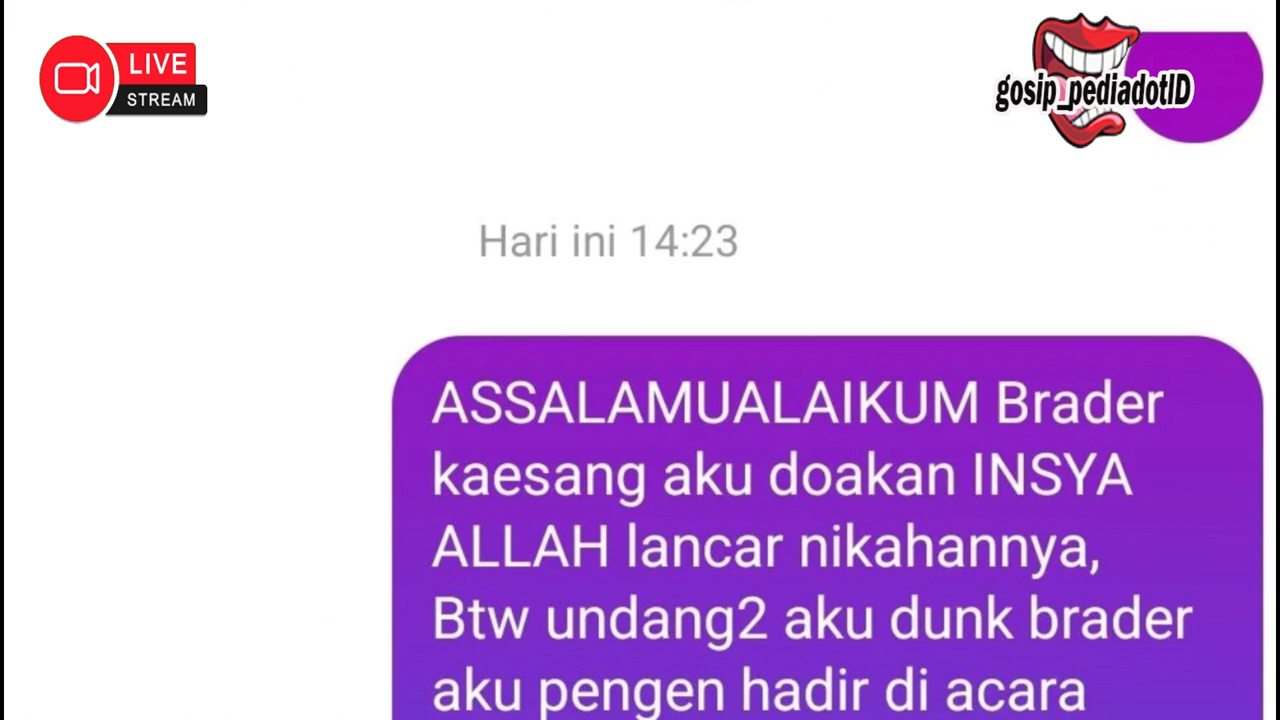 LIVE
STREAM
gosip_pediadotID
Hari ini 14:23
ASSALAMUALAIKUM Brader
kaesang aku doakan INSYA
ALLAH lancar nikahannya,
Btw undang2 aku dunk brader
aku pengen hadir di acara